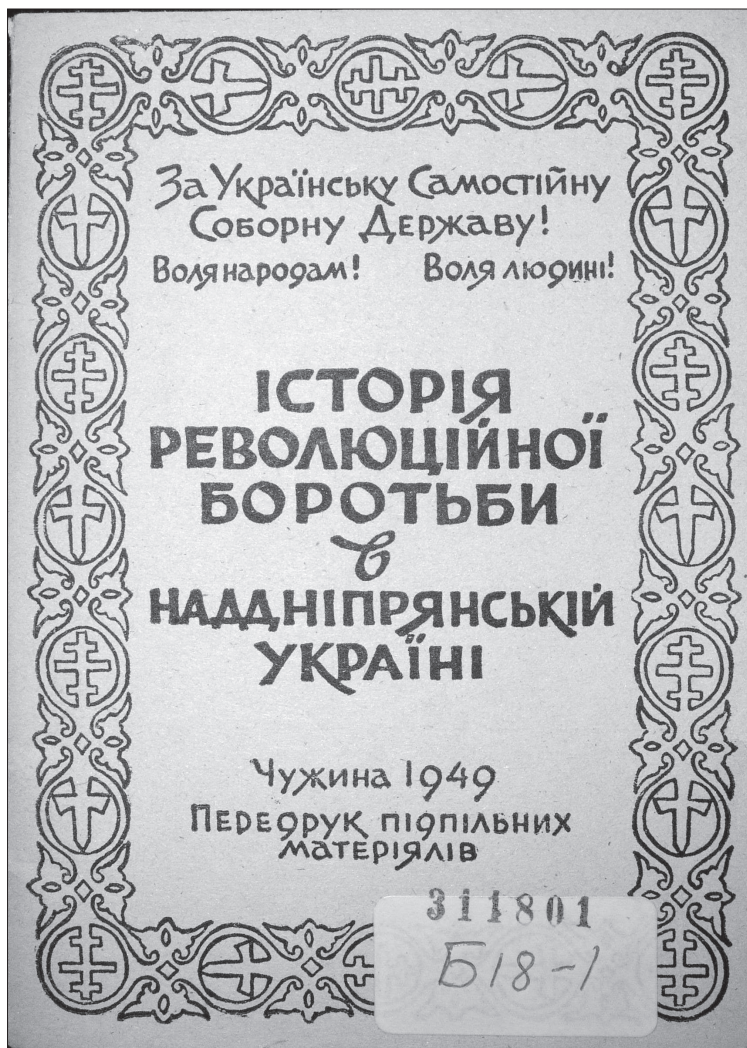 За Українську Самостійну
Соборну Державу!
Воля народам! Воля людині!
ІСТОРІЯ
РЕВОЛЮЦІЙНОЇ
БОРОТЬБИ
в
НАДДНІПРЯНСЬКІЙ
УКРАЇНІ
Чужина 1949
Передрук підпільних
матеріялів
311801
Б18-1